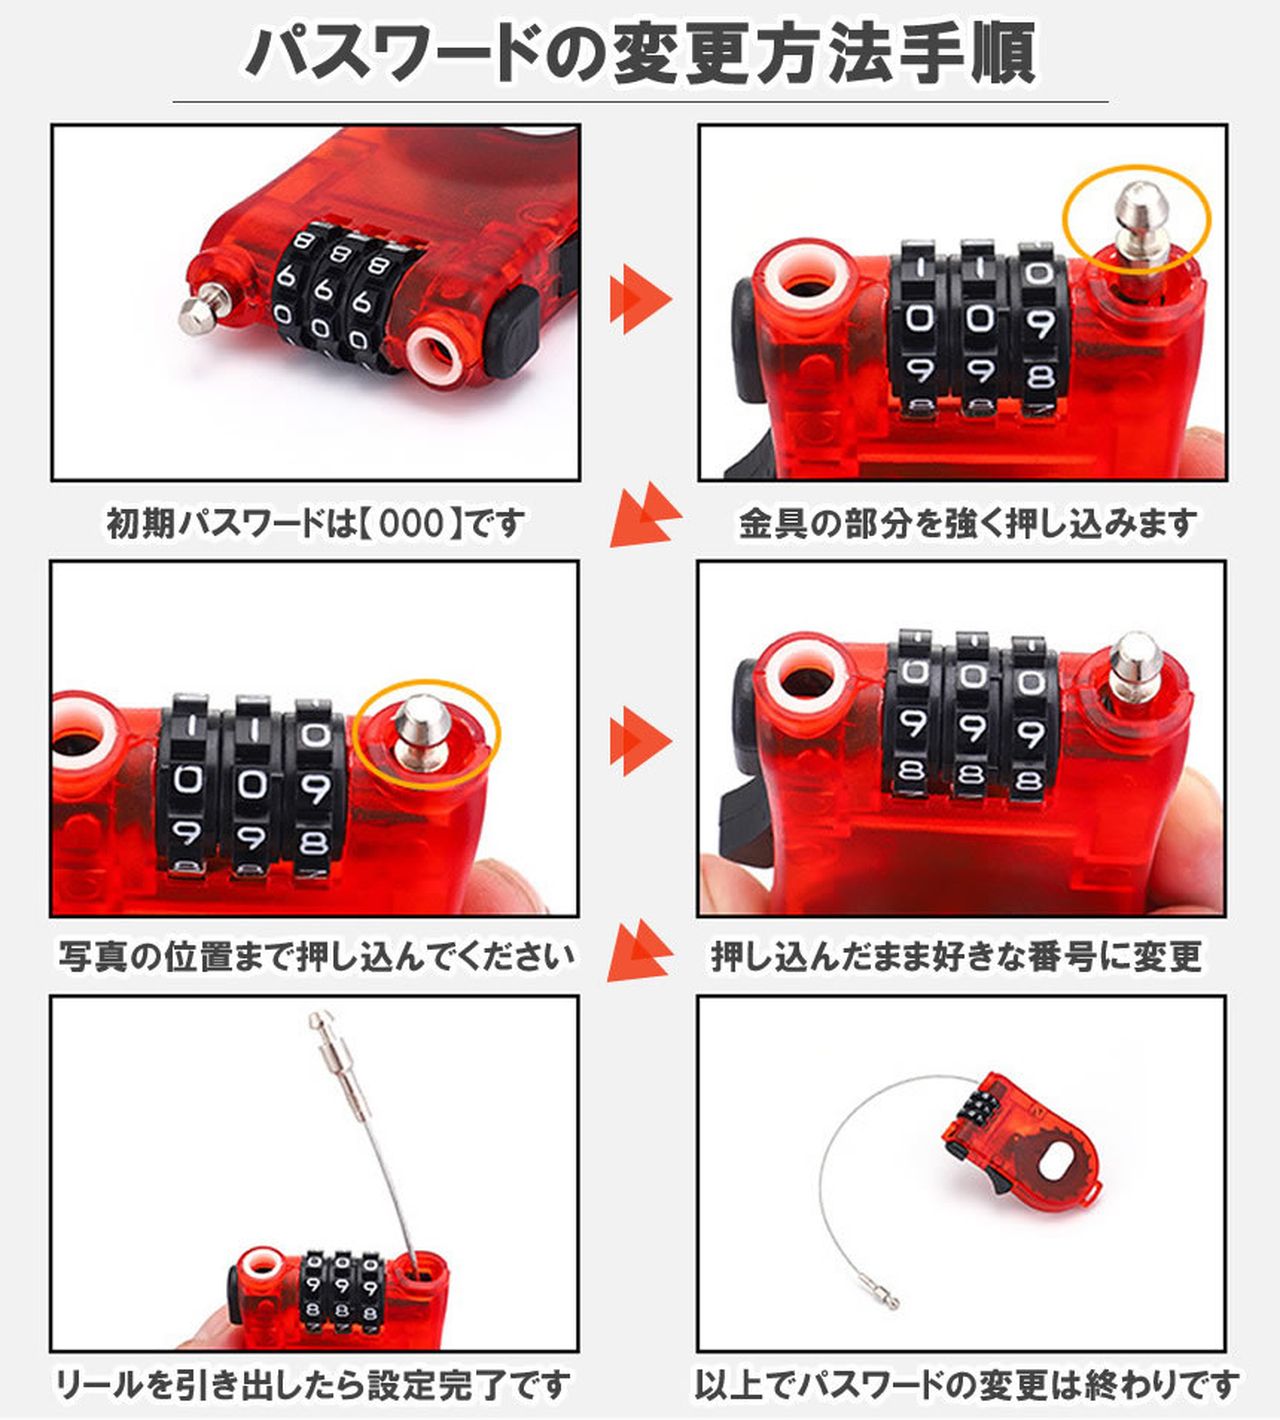 パスワードの変更方法手順
初期パスワードは【000】です
金具の部分を強く押し込みます
写真の位置まで押し込んでください
押し込んだまま好きな番号に変更
リールを引き出したら設定完了です
以上でパスワードの変更は終わりです